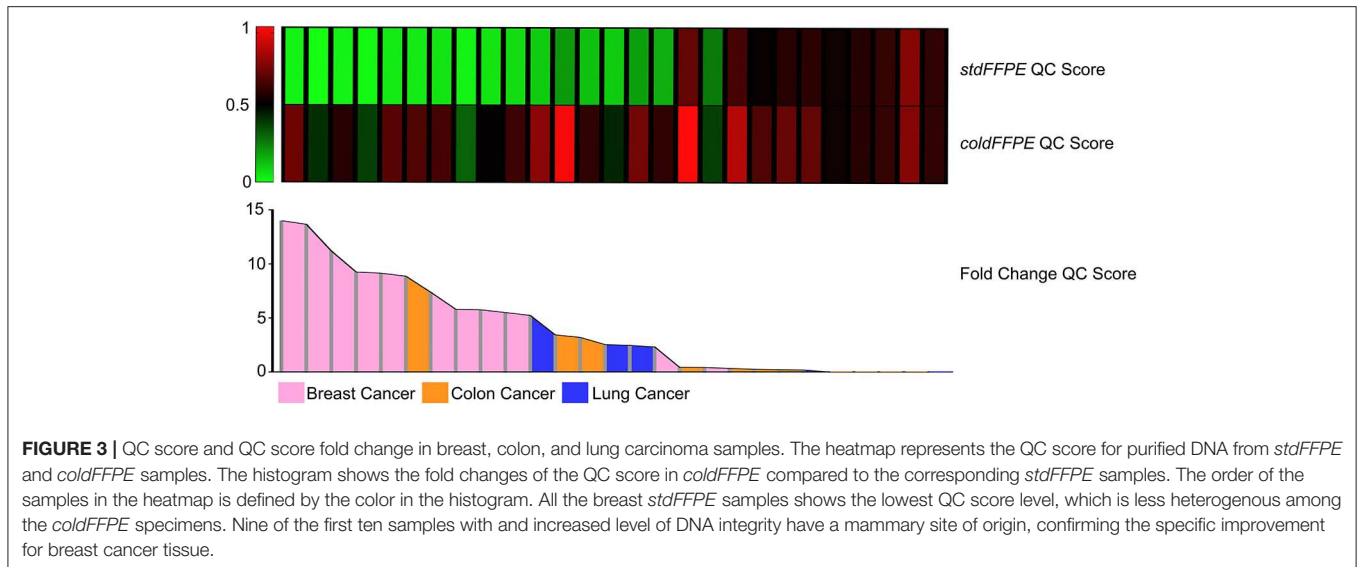 1
0.5
0
stdFFPE QC Score
coldFFPE QC Score
15
10
5
0
Fold Change QC Score
Breast Cancer Colon Cancer Lung Cancer
FIGURE 3 | QC score and QC score fold change in breast, colon, and lung carcinoma samples. The heatmap represents the QC score for purified DNA from stdFFPE
and coldFFPE samples. The histogram shows the fold changes of the QC score in coldFFPE compared to the corresponding stdFFPE samples. The order of the
samples in the heatmap is defined by the color in the histogram. All the breast stdFFPE samples shows the lowest QC score level, which is less heterogenous among
the coldFFPE specimens. Nine of the first ten samples with and increased level of DNA integrity have a mammary site of origin, confirming the specific improvement
for breast cancer tissue.